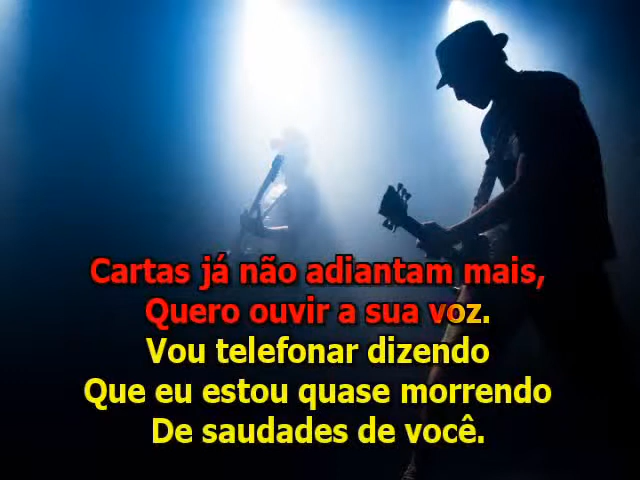 Cartas já não adiantam mais,
Quero ouvir a sua voz.
Vou telefonar dizendo
Que eu estou quase morrendo
De saudades de você.